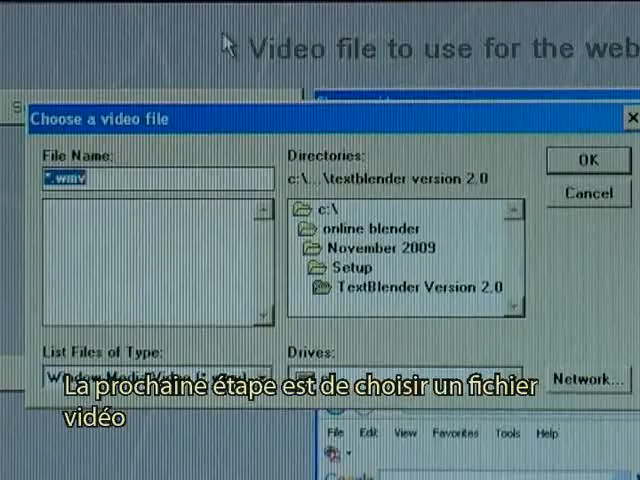 Video file to use for the web
Choose a video file
File Name:
*.wmv
Directories:
c:\...\textblender version 2.0
c:\
online blender
November 2009
Setup
TextBlender Version 2.0
OK
Cancel
List Files of Type:
Drives:
Network...
La prochaine étape est de choisir un fichier
vidéo
File Edit View Favorites Tools Help